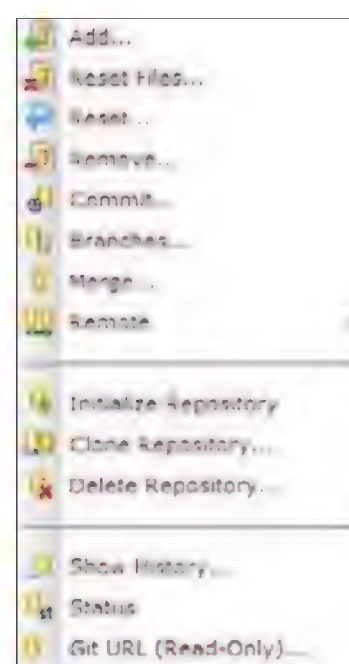 Add...
Reset Files...
Reset...
Remove...
Commit...
Branches...
Merge...
Remote
Initialize Repository
Clone Repository...
Delete Repository...
Show History...
Status
Git URL (Read-Only)...